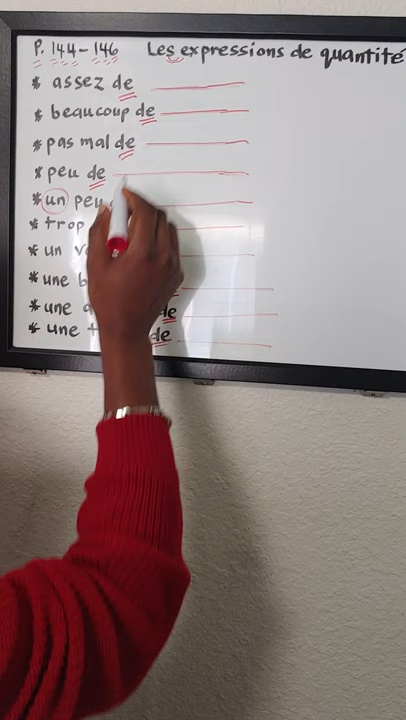 P. 144-146 Les expressions de quantité
* assez de
* beaucoup de
* pas mal de
* peu de
* un peu
* trop
* un
* une
* une de
* une de